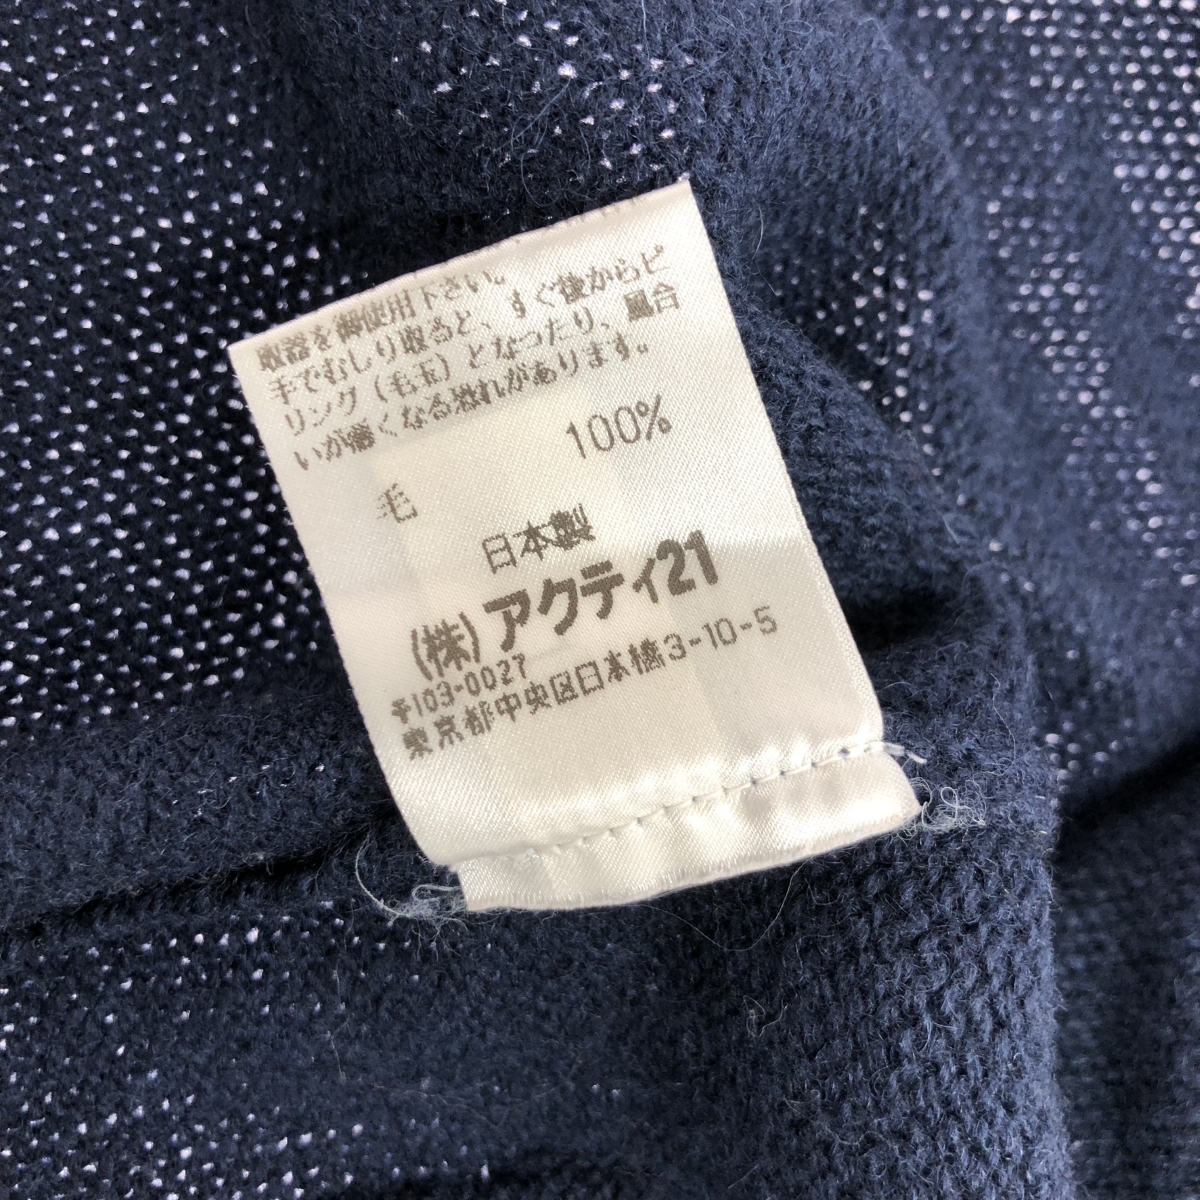 取器を御使用下さい。
手でむしり取ると、すぐ後からピ
リング(毛玉)となったり、風合
いが悪くなる恐れがあります。
毛 100%
日本製
(株)アクティ21
〒103-0027
東京都中央区日本橋3-10-5